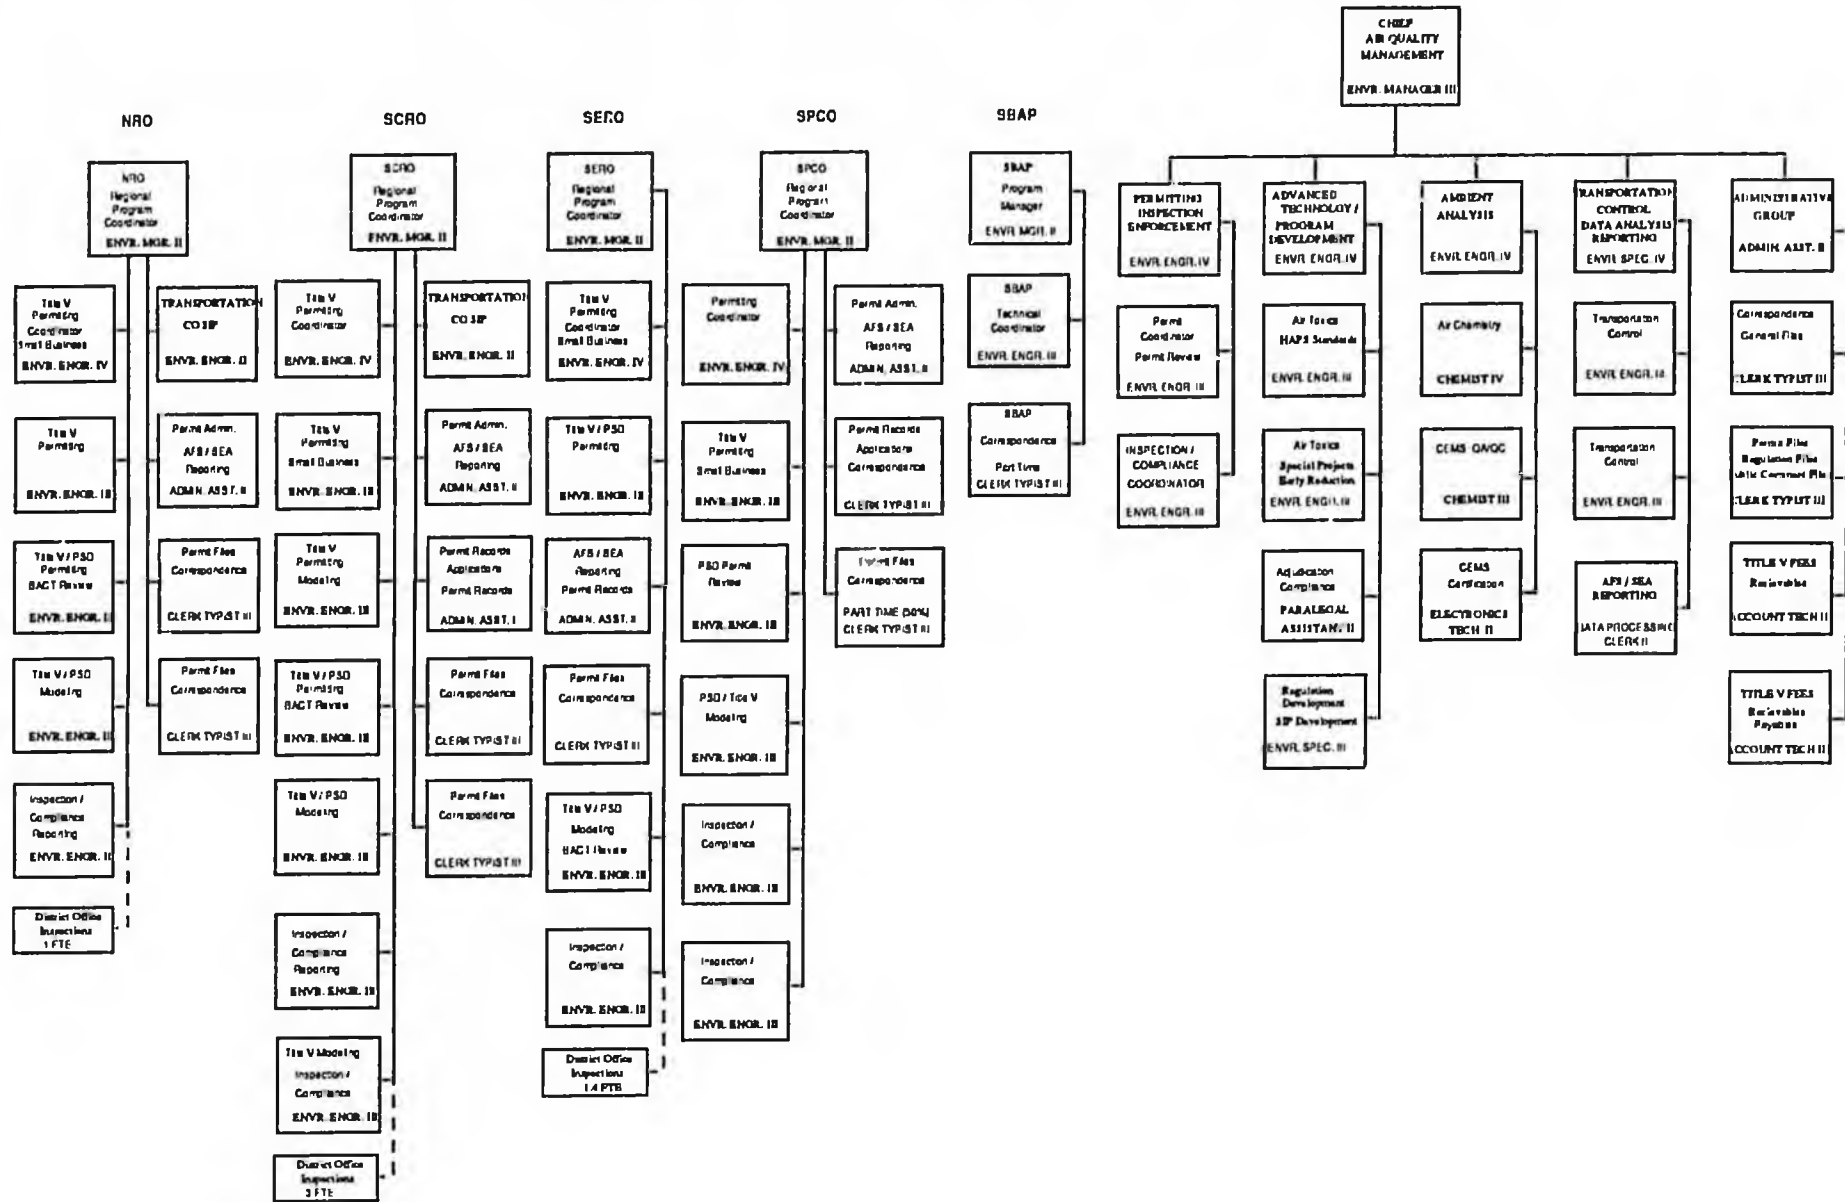 CHIEF
AIR QUALITY
MANAGEMENT
ENVR. MANAGER III
NRO
SCRO
SERO
SPCO
SBAP
NRO
Regional
Program
Coordinator
ENVR. MGR. II
Title V
Permitting
Coordinator
Small Business
ENVR. ENGR. IV
TRANSPORTATION
CO SIP
ENVR. ENGR. II
Title V
Permitting
ENVR. ENGR. III
Permit Admin.
AFS / SEA
Reporting
ADMN. ASST. II
Title V / PSD
Permitting
BACT Review
ENVR. ENGR. II
Permit Files
Correspondence
CLERK TYPIST III
Title V / PSD
Modeling
ENVR. ENGR. II
Permit Files
Correspondence
CLERK TYPIST III
Inspection /
Compliance
Reporting
ENVR. ENGR. II
District Office
Inspections
1 FTE
SCRO
Regional
Program
Coordinator
ENVR. MGR. II
Title V
Permitting
Coordinator
ENVR. ENGR. IV
TRANSPORTATION
CO SIP
ENVR. ENGR. II
Title V
Permitting
Small Business
ENVR. ENGR. III
Permit Admin.
AFS / SEA
Reporting
ADMN. ASST. II
Title V
Permitting
Modeling
ENVR. ENGR. III
Permit Records
Applications
Permit Records
ADMN. ASST. I
Title V / PSD
Permitting
BACT Review
ENVR. ENGR. III
Permit Files
Correspondence
CLERK TYPIST III
Title V / PSD
Modeling
ENVR. ENGR. III
Permit Files
Correspondence
CLERK TYPIST III
Inspection /
Compliance
Reporting
ENVR. ENGR. III
Title V Modeling
Inspection /
Compliance
ENVR. ENGR. III
District Office
Inspections
3 FTE
SERO
Regional
Program
Coordinator
ENVR. MGR. II
Title V
Permitting
Coordinator
Small Business
ENVR. ENGR. IV
Title V / PSD
Permitting
ENVR. ENGR. III
AFS / SEA
Reporting
Permit Records
ADMN. ASST. II
Permit Files
Correspondence
CLERK TYPIST III
Title V / PSD
Modeling
BACT Review
ENVR. ENGR. III
Inspection /
Compliance
ENVR. ENGR. III
District Office
Inspections
1.4 FTE
SPCO
Regional
Program
Coordinator
ENVR. MGR. II
Permitting
Coordinator
ENVR. ENGR. IV
Permit Admin.
AFS / SEA
Reporting
ADMN. ASST. II
Title V
Permitting
Small Business
ENVR. ENGR. III
Permit Records
Applications
Correspondence
CLERK TYPIST III
PSD Permit
Review
ENVR. ENGR. III
Permit Files
Correspondence
PART TIME (50%)
CLERK TYPIST III
PSD / Title V
Modeling
ENVR. ENGR. III
Inspection /
Compliance
ENVR. ENGR. III
Inspection /
Compliance
ENVR. ENGR. III
SBAP
Program
Manager
ENVR. MGR. II
SBAP
Technical
Coordinator
ENVR. ENGR. III
SBAP
Correspondence
Part Time
CLERK TYPIST III
PERMITTING
INSPECTION
ENFORCEMENT
ENVR. ENGR. IV
Permit
Coordinator
Permit Review
ENVR. ENGR. III
INSPECTION /
COMPLIANCE
COORDINATOR
ENVR. ENGR. III
ADVANCED
TECHNOLOGY /
PROGRAM
DEVELOPMENT
ENVR. ENGR. IV
Air Toxics
HAPS Standards
ENVR. ENGR. III
Air Toxics
Special Projects
Early Reduction
ENVR. ENGR. III
Adjudication
Compliance
PARALEGAL
ASSISTAN. II
Regulation
Development
SIP Development
ENVR. SPEC. III
AMBIENT
ANALYSIS
ENVR. ENGR. IV
Air Chemistry
CHEMIST IV
CEMS QA/QC
CHEMIST III
CEMS
Certification
ELECTRONICS
TECH II
TRANSPORTATION
CONTROL
DATA ANALYSIS
REPORTING
ENVR. SPEC. IV
Transportation
Control
ENVR. ENGR. III
Transportation
Control
ENVR. ENGR. III
AFS / SEA
REPORTING
DATA PROCESSING
CLERK II
ADMINISTRATIVE
GROUP
ADMIN. ASST. II
Correspondence
General Files
CLERK TYPIST III
Permit Files
Regulation Files
Public Comment Files
CLERK TYPIST III
TITLE V FEES
Recievables
ACCOUNT TECH II
TITLE V FEES
Recievables
Payables
ACCOUNT TECH II